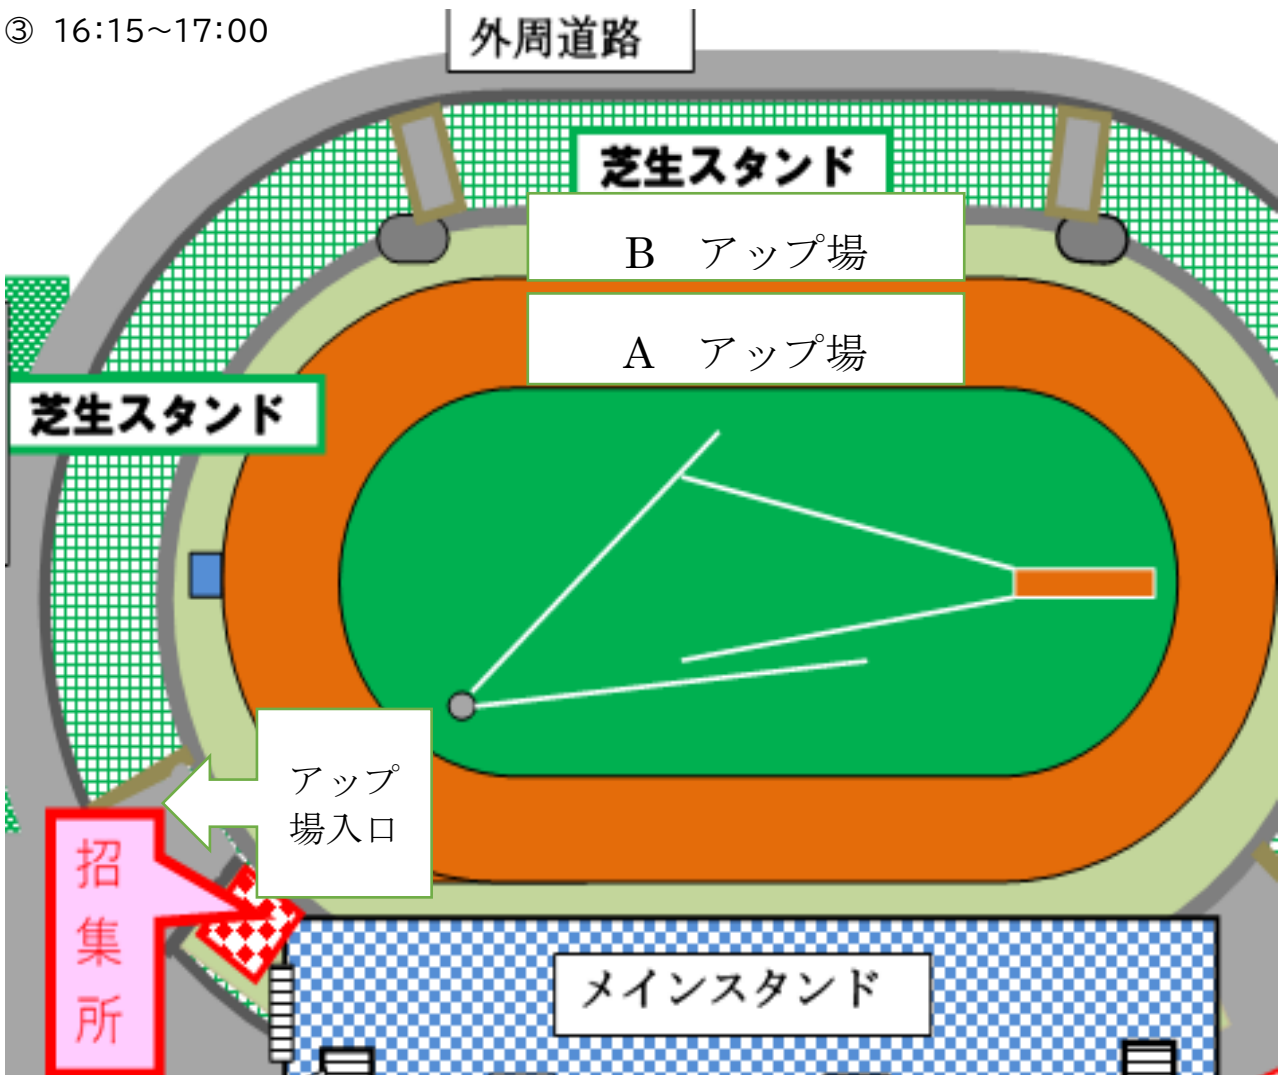 ③ 16:15~17:00
外周道路
芝生スタンド
B アップ場
A アップ場
芝生スタンド
アップ
場入口
招集所
メインスタンド